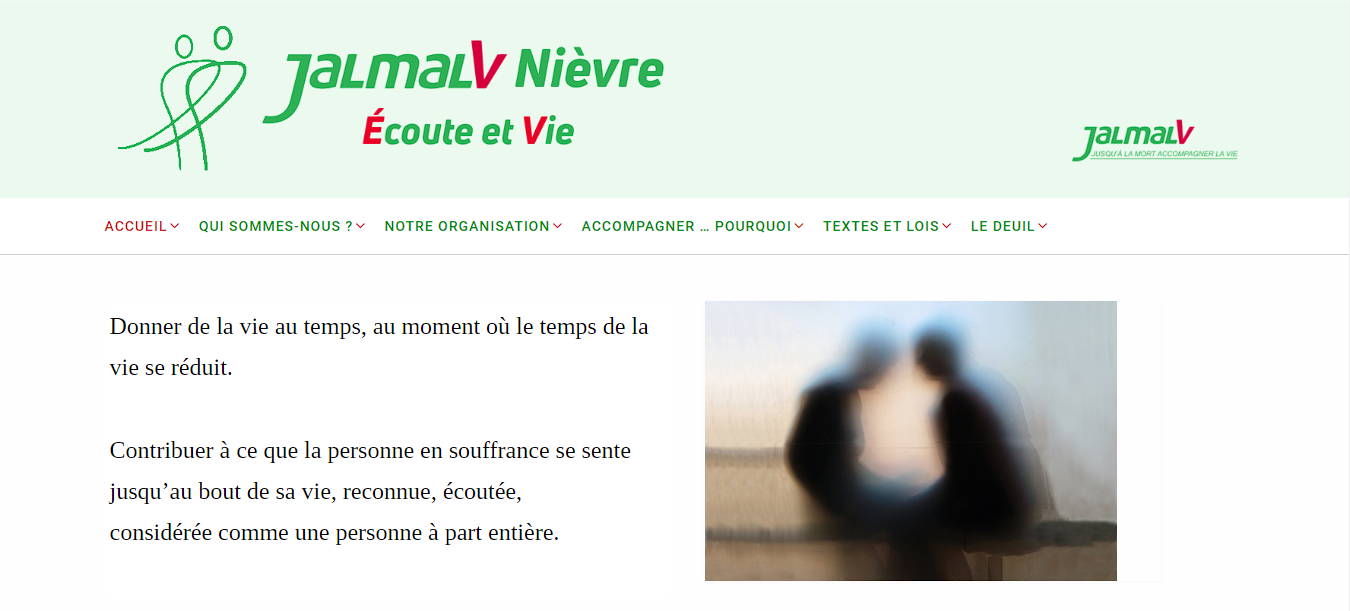 JALMALV Nièvre
Écoute et Vie
JALMALV
JUSQU'À LA MORT ACCOMPAGNER LA VIE
ACCUEIL QUI SOMMES-NOUS ? NOTRE ORGANISATION ACCOMPAGNER ... POURQUOI TEXTES ET LOIS LE DEUIL
Donner de la vie au temps, au moment où le temps de la
vie se réduit.
Contribuer à ce que la personne en souffrance se sente
jusqu’au bout de sa vie, reconnue, écoutée,
considérée comme une personne à part entière.